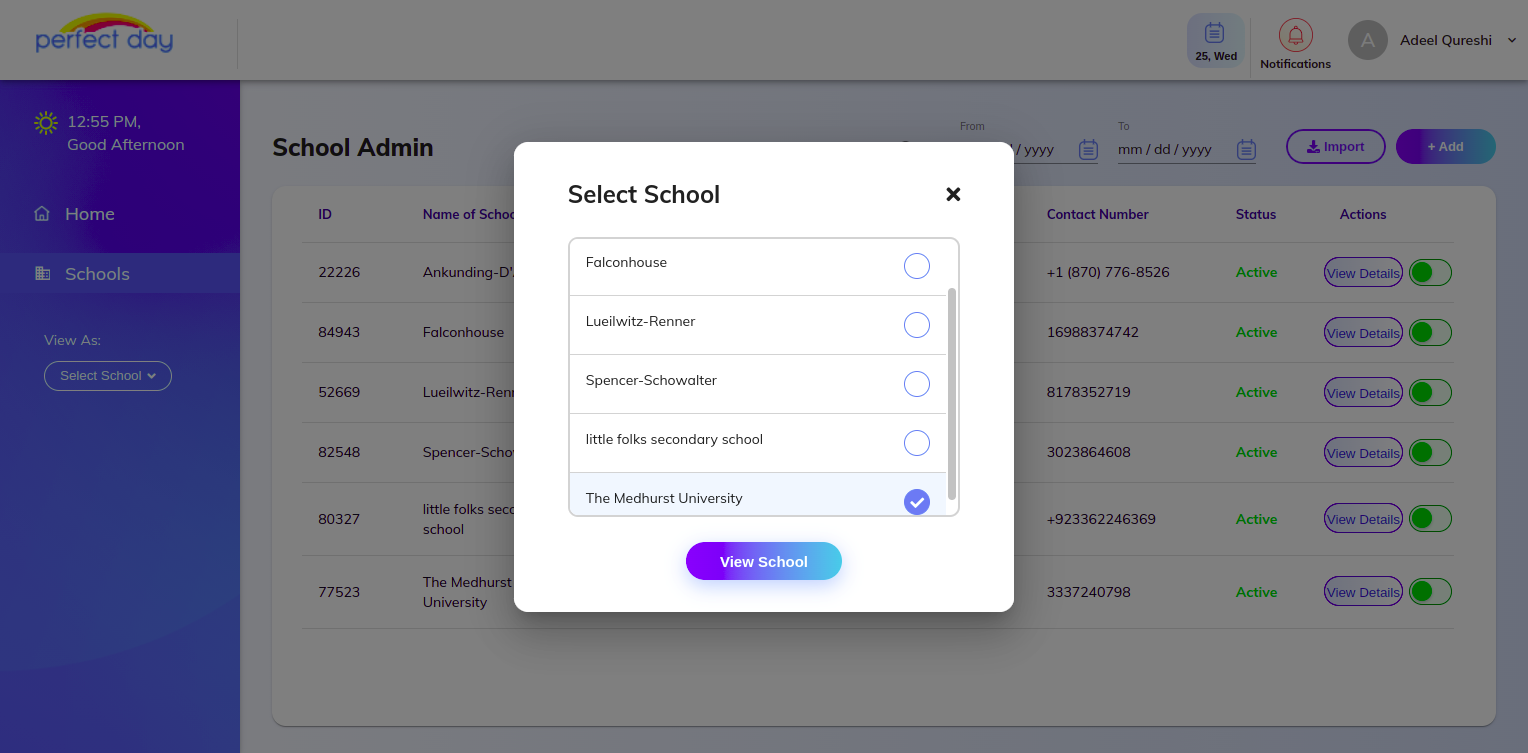 perfect day
25, Wed
Notifications
A
Adeel Qureshi
12:55 PM,
Good Afternoon
Home
Schools
View As:
Select School
School Admin
From
/ yyyy
To
mm / dd / yyyy
Import
+ Add
ID
Name of Schoo
Contact Number
Status
Actions
22226
Ankunding-D'
+1 (870) 776-8526
Active
View Details
84943
Falconhouse
16988374742
Active
View Details
52669
Lueilwitz-Renn
8178352719
Active
View Details
82548
Spencer-Schov
3023864608
Active
View Details
80327
little folks seco
school
+923362246369
Active
View Details
77523
The Medhurst
University
3337240798
Active
View Details
Select School
Falconhouse
Lueilwitz-Renner
Spencer-Schowalter
little folks secondary school
The Medhurst University
View School